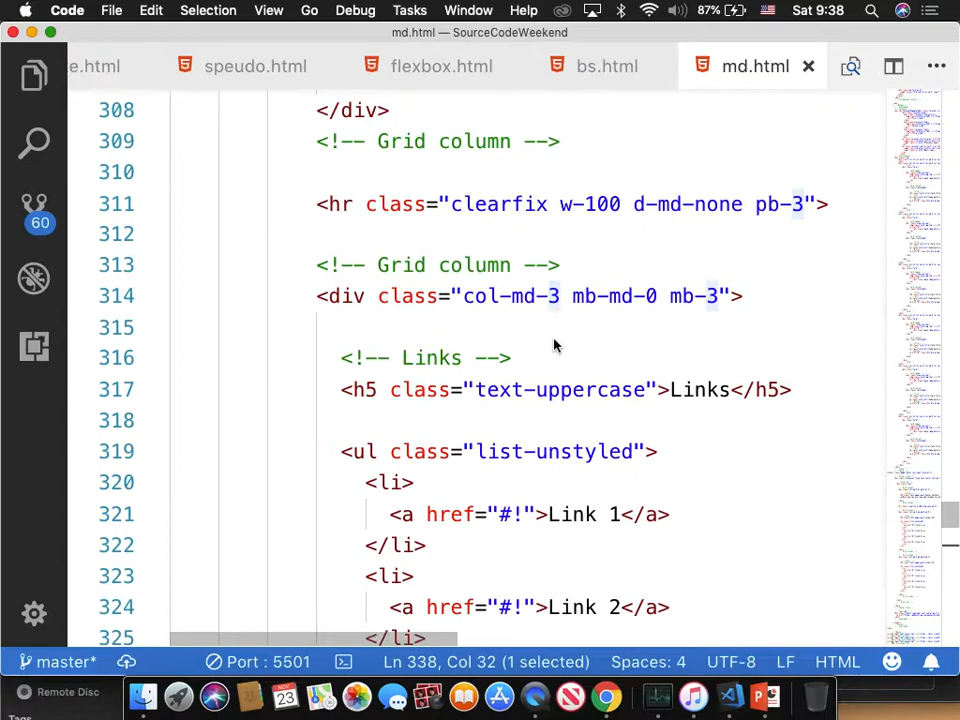 Code File Edit Selection View Go Debug Tasks Window Help 87% Sat 9:38
md.html — SourceCodeWeekend
e.html speudo.html flexbox.html bs.html md.html
308 </div>
309 <!-- Grid column -->
310
311 <hr class="clearfix w-100 d-md-none pb-3">
312
313 <!-- Grid column -->
314 <div class="col-md-3 mb-md-0 mb-3">
315
316 <!-- Links -->
317 <h5 class="text-uppercase">Links</h5>
318
319 <ul class="list-unstyled">
320 <li>
321 <a href="#!">Link 1</a>
322 </li>
323 <li>
324 <a href="#!">Link 2</a>
325 </li>
60
master* Port : 5501 Ln 338, Col 32 (1 selected) Spaces: 4 UTF-8 LF HTML
Remote Disc
Tags
NOV
23